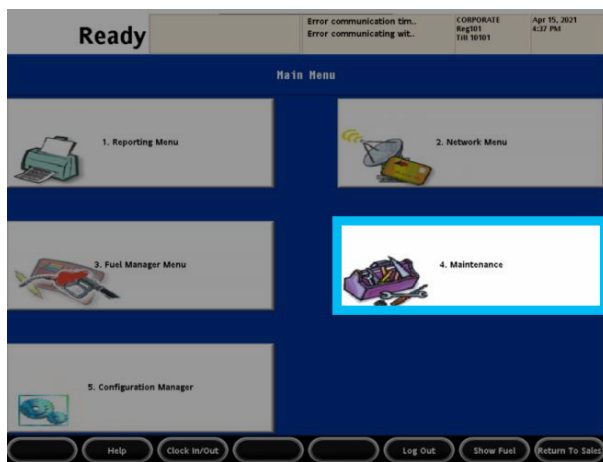 Ready
Error communication tim..
Error communicating wit..
CORPORATE
Reg101
Till 10101
Apr 15, 2021
4:37 PM
Main Menu
1. Reporting Menu
2. Network Menu
3. Fuel Manager Menu
4. Maintenance
5. Configuration Manager
Help
Clock In/Out
Log Out
Show Fuel
Return To Sales